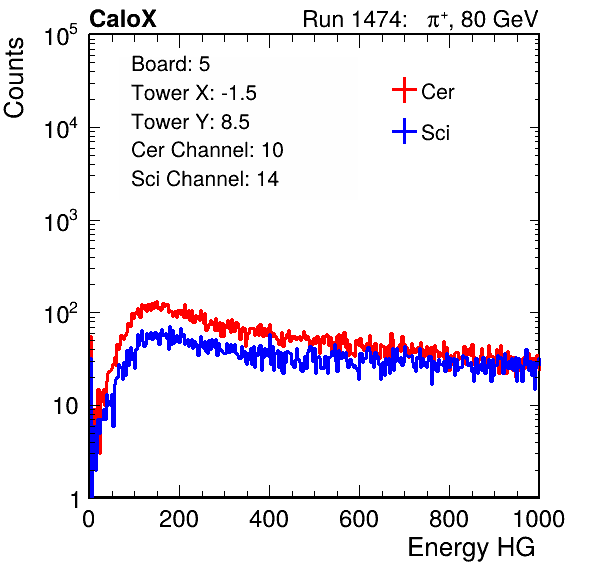 CaloX Run 1474: π⁺, 80 GeV
Counts
Board: 5
Tower X: -1.5
Tower Y: 8.5
Cer Channel: 10
Sci Channel: 14
Cer
Sci
10⁵
10⁴
10³
10²
10
1
0 200 400 600 800 1000
Energy HG